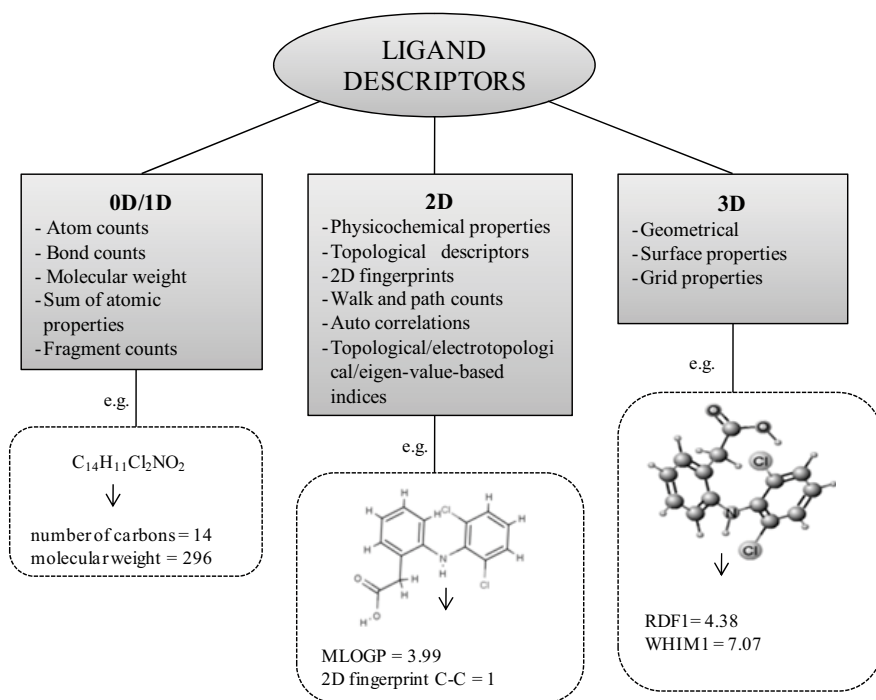 LIGAND
DESCRIPTORS
0D/1D
- Atom counts
- Bond counts
- Molecular weight
- Sum of atomic
properties
- Fragment counts
2D
- Physicochemical properties
- Topological descriptors
- 2D fingerprints
- Walk and path counts
- Auto correlations
- Topological/electrotopologi
cal/eigen-value-based
indices
3D
- Geometrical
- Surface properties
- Grid properties
e.g.
C14H11Cl2NO2
number of carbons = 14
molecular weight = 296
e.g.
H
H
H
H
H
Cl
H
H
H
N
H
Cl
H
H
O
O
H
MLOGP = 3.99
2D fingerprint C-C = 1
e.g.
O
O
Cl
N
Cl
RDF1= 4.38
WHIM1 = 7.07